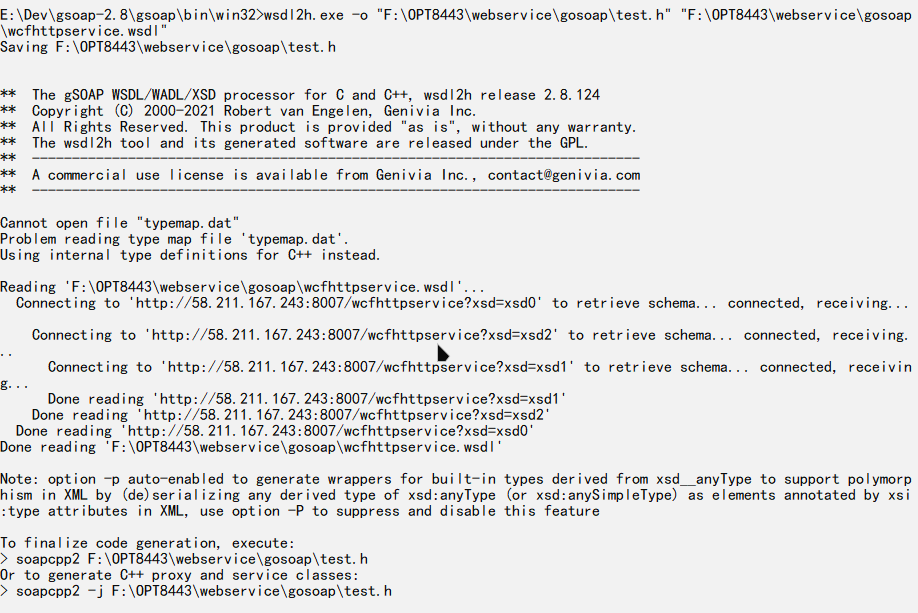 E:\Dev\gsoap-2.8\gsoap\bin\win32>wsdl2h.exe -o "F:\OPT8443\webservice\gosoap\test.h" "F:\OPT8443\webservice\gosoap
\wcfhttpservice.wsdl"
Saving F:\OPT8443\webservice\gosoap\test.h
**  The gSOAP WSDL/WADL/XSD processor for C and C++, wsdl2h release 2.8.124
**  Copyright (C) 2000-2021 Robert van Engelen, Genivia Inc.
**  All Rights Reserved. This product is provided "as is", without any warranty.
**  The wsdl2h tool and its generated software are released under the GPL.
**  ----------------------------------------------------------------------------
**  A commercial use license is available from Genivia Inc., contact@genivia.com
**  ----------------------------------------------------------------------------
Cannot open file "typemap.dat"
Problem reading type map file 'typemap.dat'.
Using internal type definitions for C++ instead.
Reading 'F:\OPT8443\webservice\gosoap\wcfhttpservice.wsdl'...
  Connecting to 'http://58.211.167.243:8007/wcfhttpservice?xsd=xsd0' to retrieve schema... connected, receiving...
    Connecting to 'http://58.211.167.243:8007/wcfhttpservice?xsd=xsd2' to retrieve schema... connected, receiving.
..
      Connecting to 'http://58.211.167.243:8007/wcfhttpservice?xsd=xsd1' to retrieve schema... connected, receivin
g...
      Done reading 'http://58.211.167.243:8007/wcfhttpservice?xsd=xsd1'
    Done reading 'http://58.211.167.243:8007/wcfhttpservice?xsd=xsd2'
  Done reading 'http://58.211.167.243:8007/wcfhttpservice?xsd=xsd0'
Done reading 'F:\OPT8443\webservice\gosoap\wcfhttpservice.wsdl'
Note: option -p auto-enabled to generate wrappers for built-in types derived from xsd__anyType to support polymorp
hism in XML by (de)serializing any derived type of xsd:anyType (or xsd:anySimpleType) as elements annotated by xsi
:type attributes in XML, use option -P to suppress and disable this feature
To finalize code generation, execute:
> soapcpp2 F:\OPT8443\webservice\gosoap\test.h
Or to generate C++ proxy and service classes:
> soapcpp2 -j F:\OPT8443\webservice\gosoap\test.h